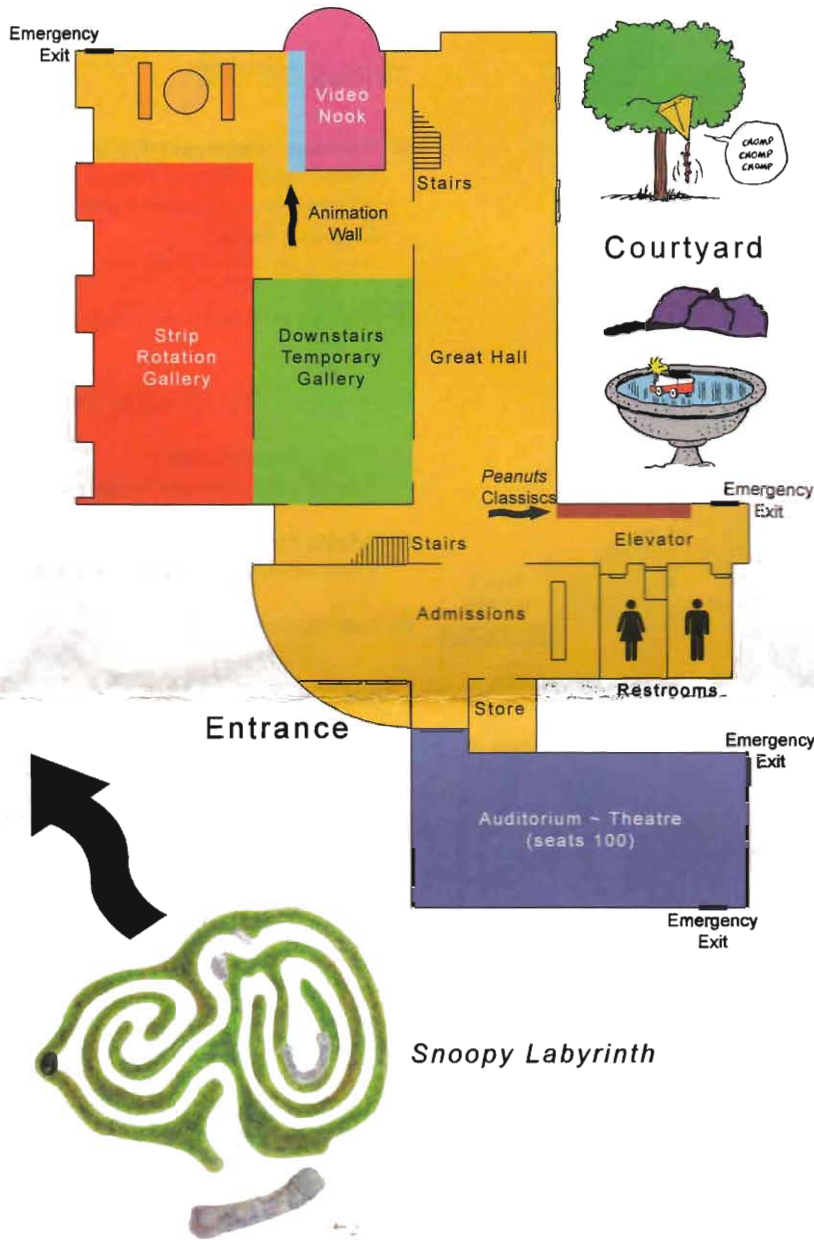 Emergency
Exit
Video
Nook
Stairs
Animation
Wall
CHOMP
CHOMP
CHOMP
Courtyard
Strip
Rotation
Gallery
Downstairs
Temporary
Gallery
Great Hall
Peanuts
Classiscs
Emergency
Exit
Stairs
Elevator
Admissions
Restrooms
Store
Entrance
Emergency
Exit
Auditorium ~ Theatre
(seats 100)
Emergency
Exit
Snoopy Labyrinth